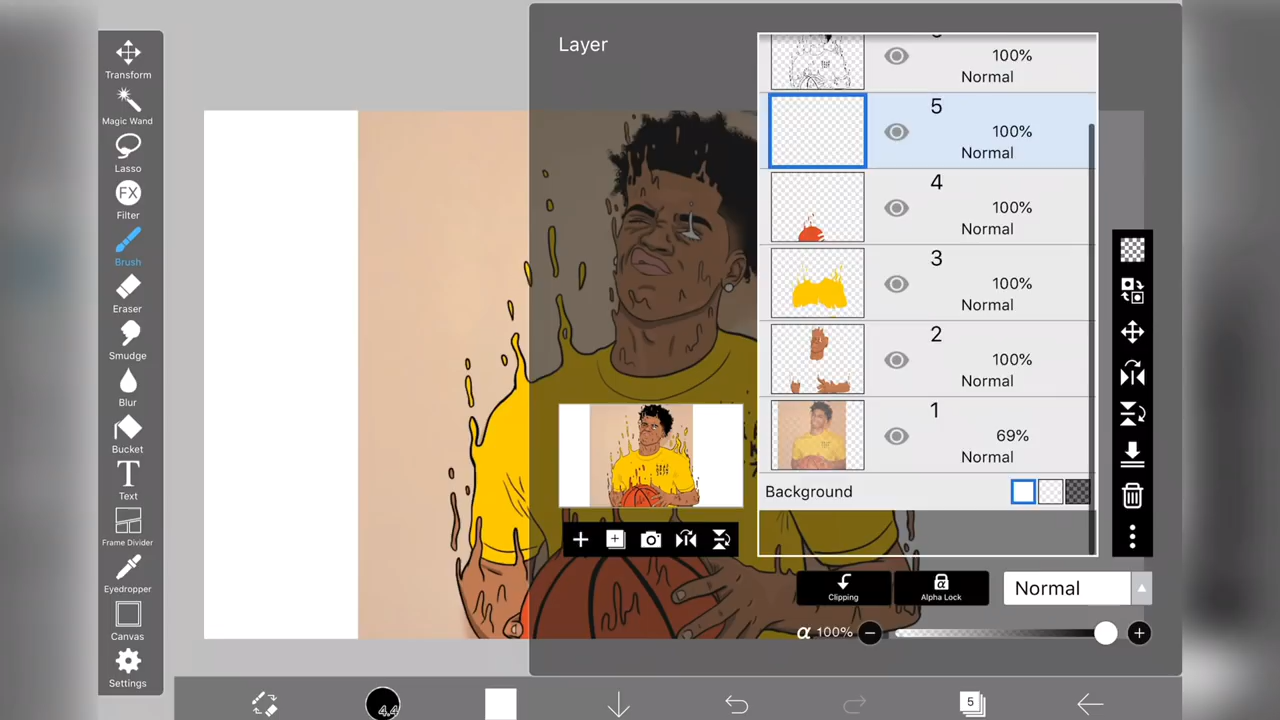 Transform
Magic Wand
Lasso
FX
Filter
Brush
Eraser
Smudge
Blur
Bucket
T
Text
Frame Divider
Eyedropper
Canvas
Settings
Layer
100%
Normal
5
100%
Normal
4
100%
Normal
3
100%
Normal
2
100%
Normal
1
69%
Normal
Background
Clipping
α
Alpha Lock
Normal
α 100%
4.4
5